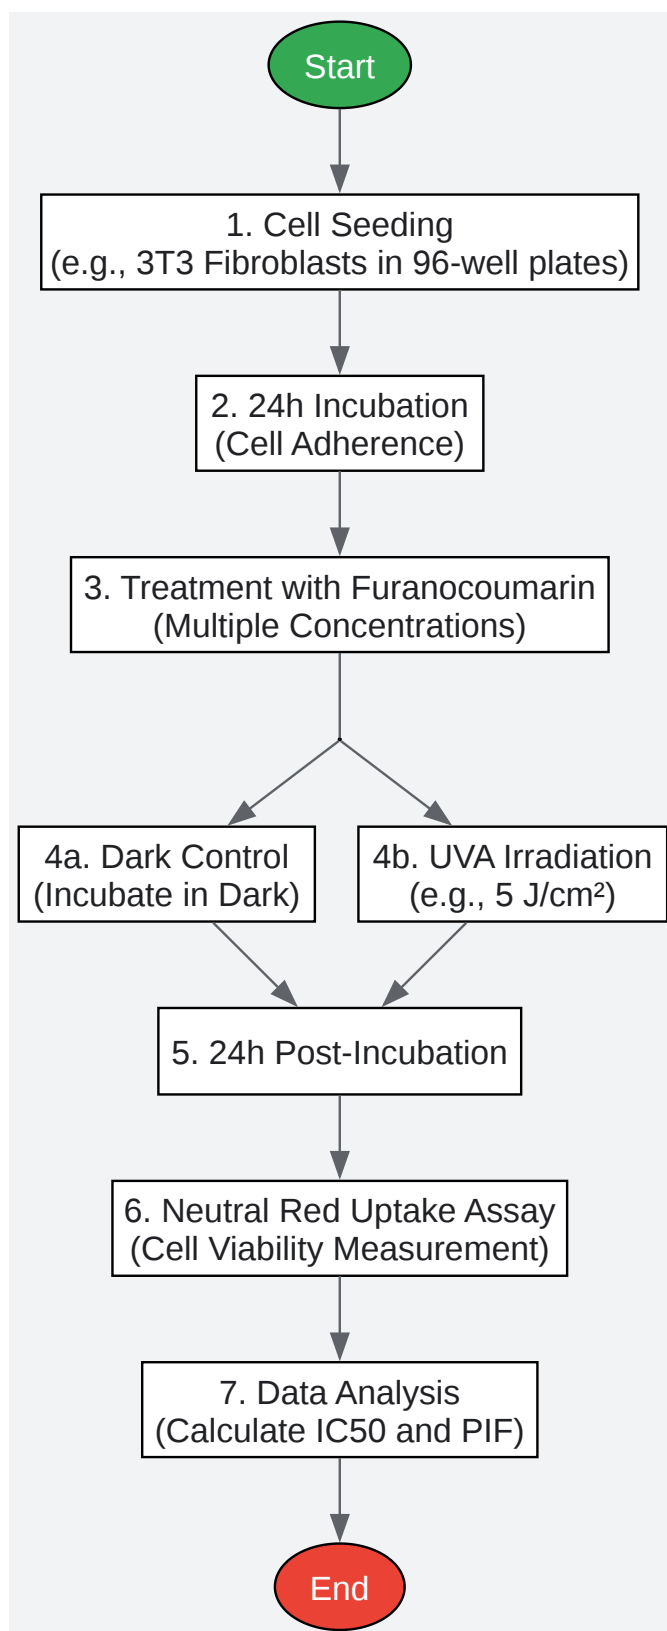 Start
1. Cell Seeding
(e.g., 3T3 Fibroblasts in 96-well plates)
2. 24h Incubation
(Cell Adherence)
3. Treatment with Furanocoumarin
(Multiple Concentrations)
4a. Dark Control
(Incubate in Dark)
4b. UVA Irradiation
(e.g., 5 J/cm²)
5. 24h Post-Incubation
6. Neutral Red Uptake Assay
(Cell Viability Measurement)
7. Data Analysis
(Calculate IC50 and PIF)
End